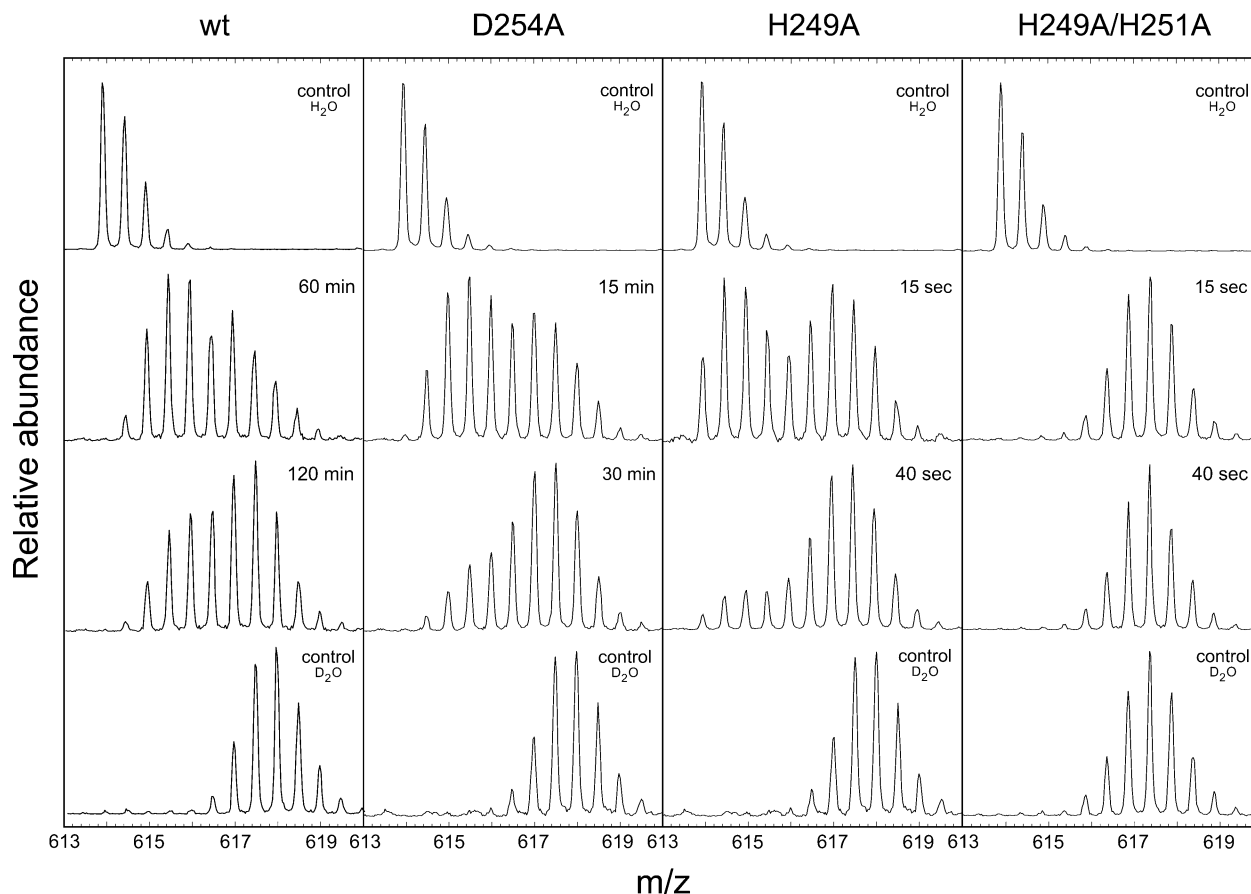 wt D254A H249A H249A/H251A
control control control control
H2O H2O H2O H2O
60 min 15 min 15 sec 15 sec
120 min 30 min 40 sec 40 sec
control control control control
D2O D2O D2O D2O
613 615 617 619 613 615 617 619 613 615 617 619 613 615 617 619
m/z
Relative abundance